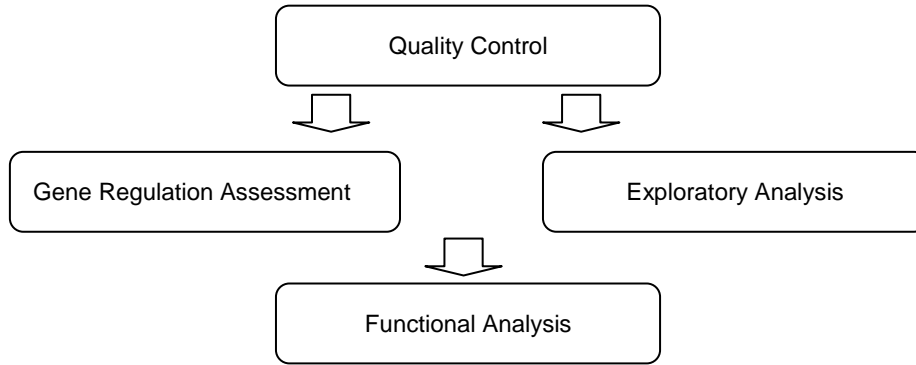 Quality Control
Gene Regulation Assessment
Exploratory Analysis
Functional Analysis